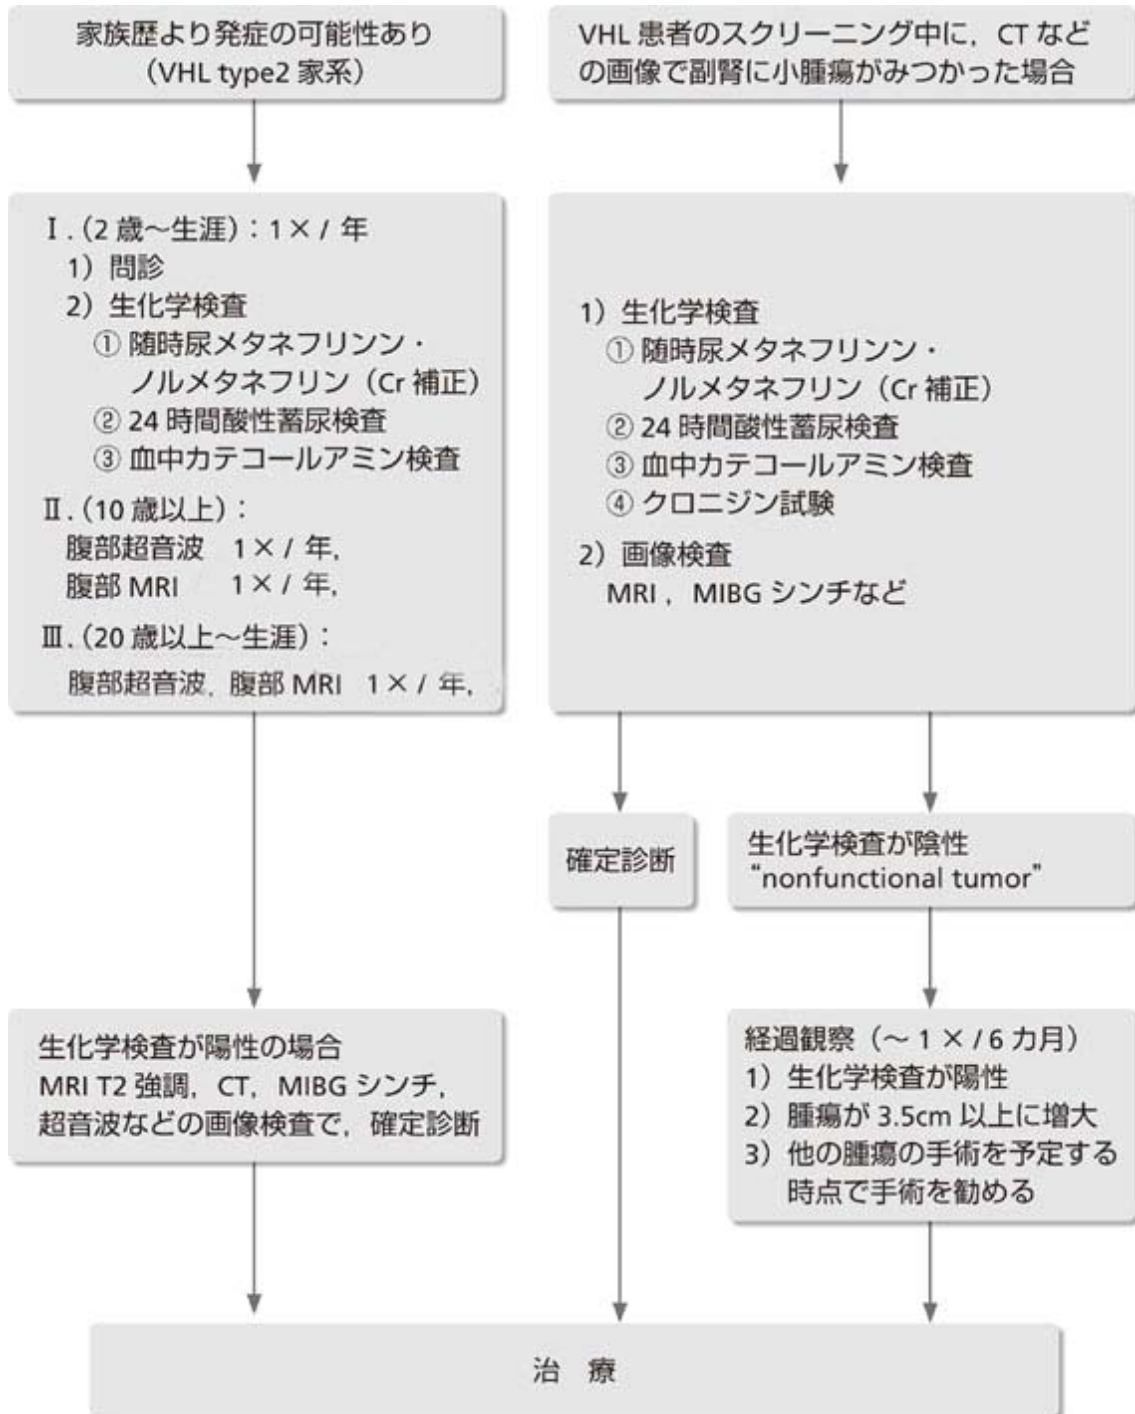 家族歴より発症の可能性あり
（VHL type2 家系）
Ⅰ.（2 歳〜生涯）：1 × / 年
1）問診
2）生化学検査
① 随時尿メタネフリンン・
ノルメタネフリン（Cr 補正）
② 24 時間酸性蓄尿検査
③ 血中カテコールアミン検査
Ⅱ.（10 歳以上）：
腹部超音波　1 × / 年,
腹部 MRI　1 × / 年,
Ⅲ.（20 歳以上〜生涯）：
腹部超音波, 腹部 MRI　1 × / 年,
生化学検査が陽性の場合
MRI T2 強調，CT，MIBG シンチ，
超音波などの画像検査で，確定診断
VHL 患者のスクリーニング中に，CT など
の画像で副腎に小腫瘍がみつかった場合
1）生化学検査
① 随時尿メタネフリンン・
ノルメタネフリン（Cr 補正）
② 24 時間酸性蓄尿検査
③ 血中カテコールアミン検査
④ クロニジン試験
2）画像検査
MRI，MIBG シンチなど
確定診断
生化学検査が陰性
“nonfunctional tumor”
経過観察（〜 1 × / 6 カ月）
1）生化学検査が陽性
2）腫瘍が 3.5cm 以上に増大
3）他の腫瘍の手術を予定する
時点で手術を勧める
治　療